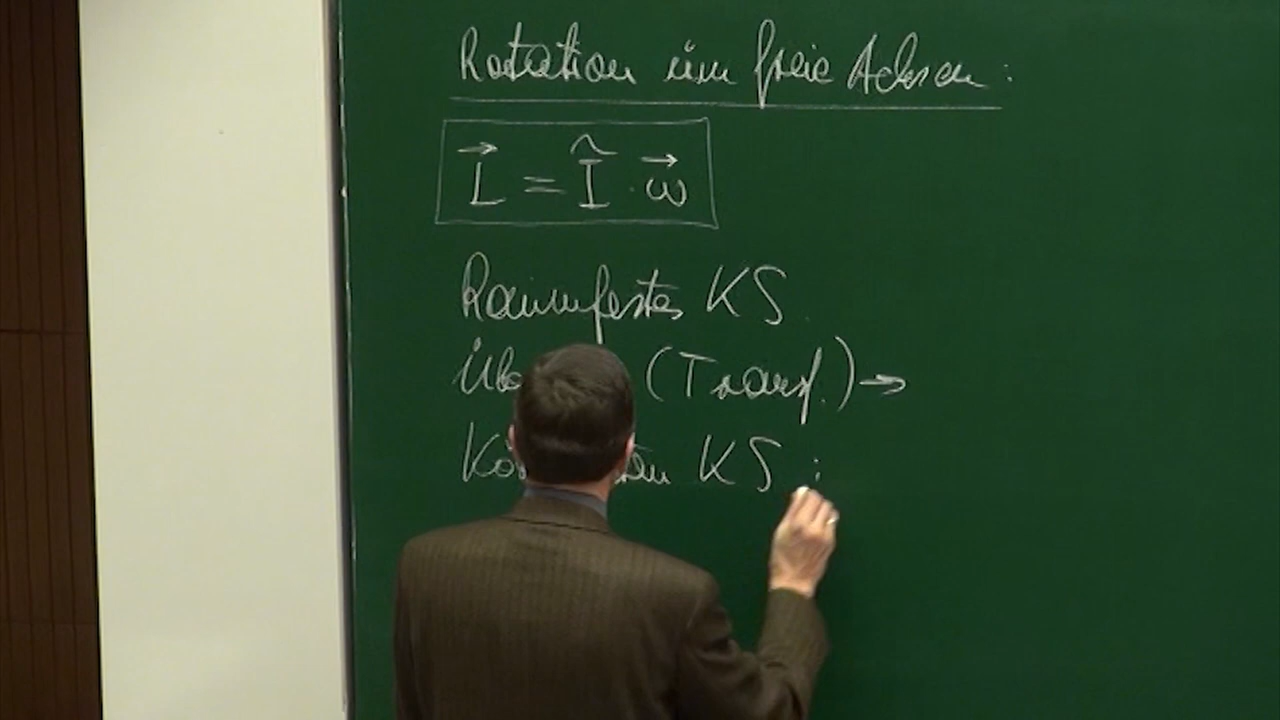 Rotation um freie Achsen:
L⃗ = Î · ω⃗
Raumfestes KS
(Transf.) →
KS :